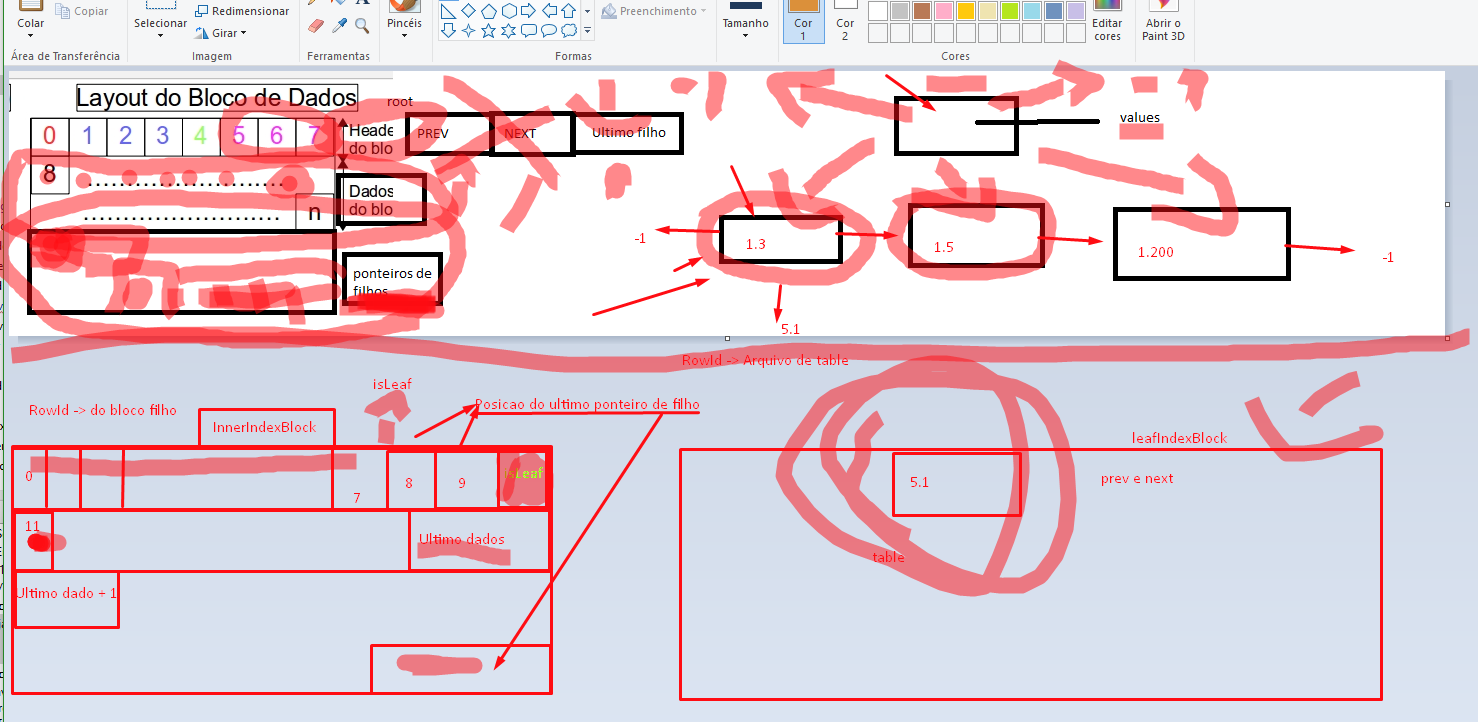 Colar
Copiar
Selecionar
Redimensionar
Girar
Pincéis
Preenchimento
Tamanho
Cor
1
Cor
2
Editar
cores
Abrir o
Paint 3D
Área de Transferência
Imagem
Ferramentas
Formas
Cores
Layout do Bloco de Dados
root
0 1 2 3 4 5 6 7
Heade
do blo
PREV
NEXT
Ultimo filho
values
8 ..........................
Dados
do blo
.......................... n
ponteiros de
filhos
-1
1.3
1.5
1.200
-1
5.1
RowId -> Arquivo de table
isLeaf
RowId -> do bloco filho
Posicao do ultimo ponteiro de filho
InnerIndexBlock
leafIndexBlock
0
7
8
9
isLeaf
5.1
prev e next
11
Ultimo dados
table
Ultimo dado + 1